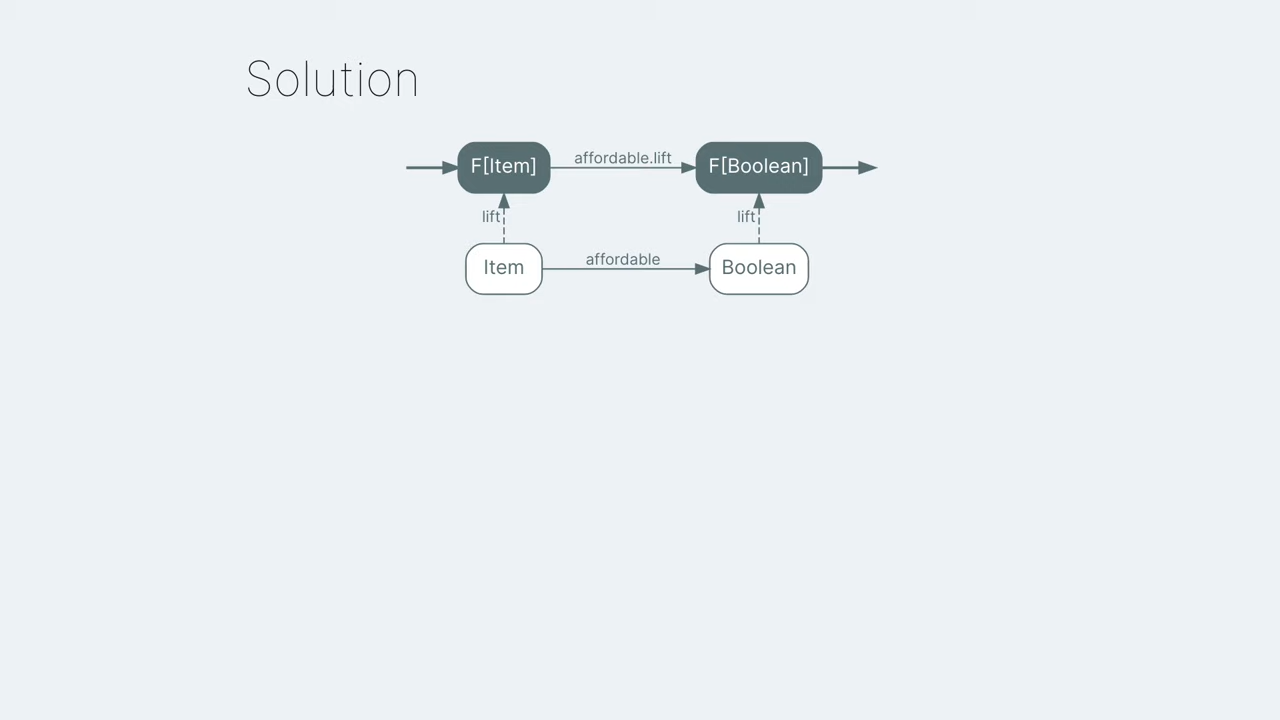 Solution
F[Item]
affordable.lift
F[Boolean]
lift
lift
Item
affordable
Boolean